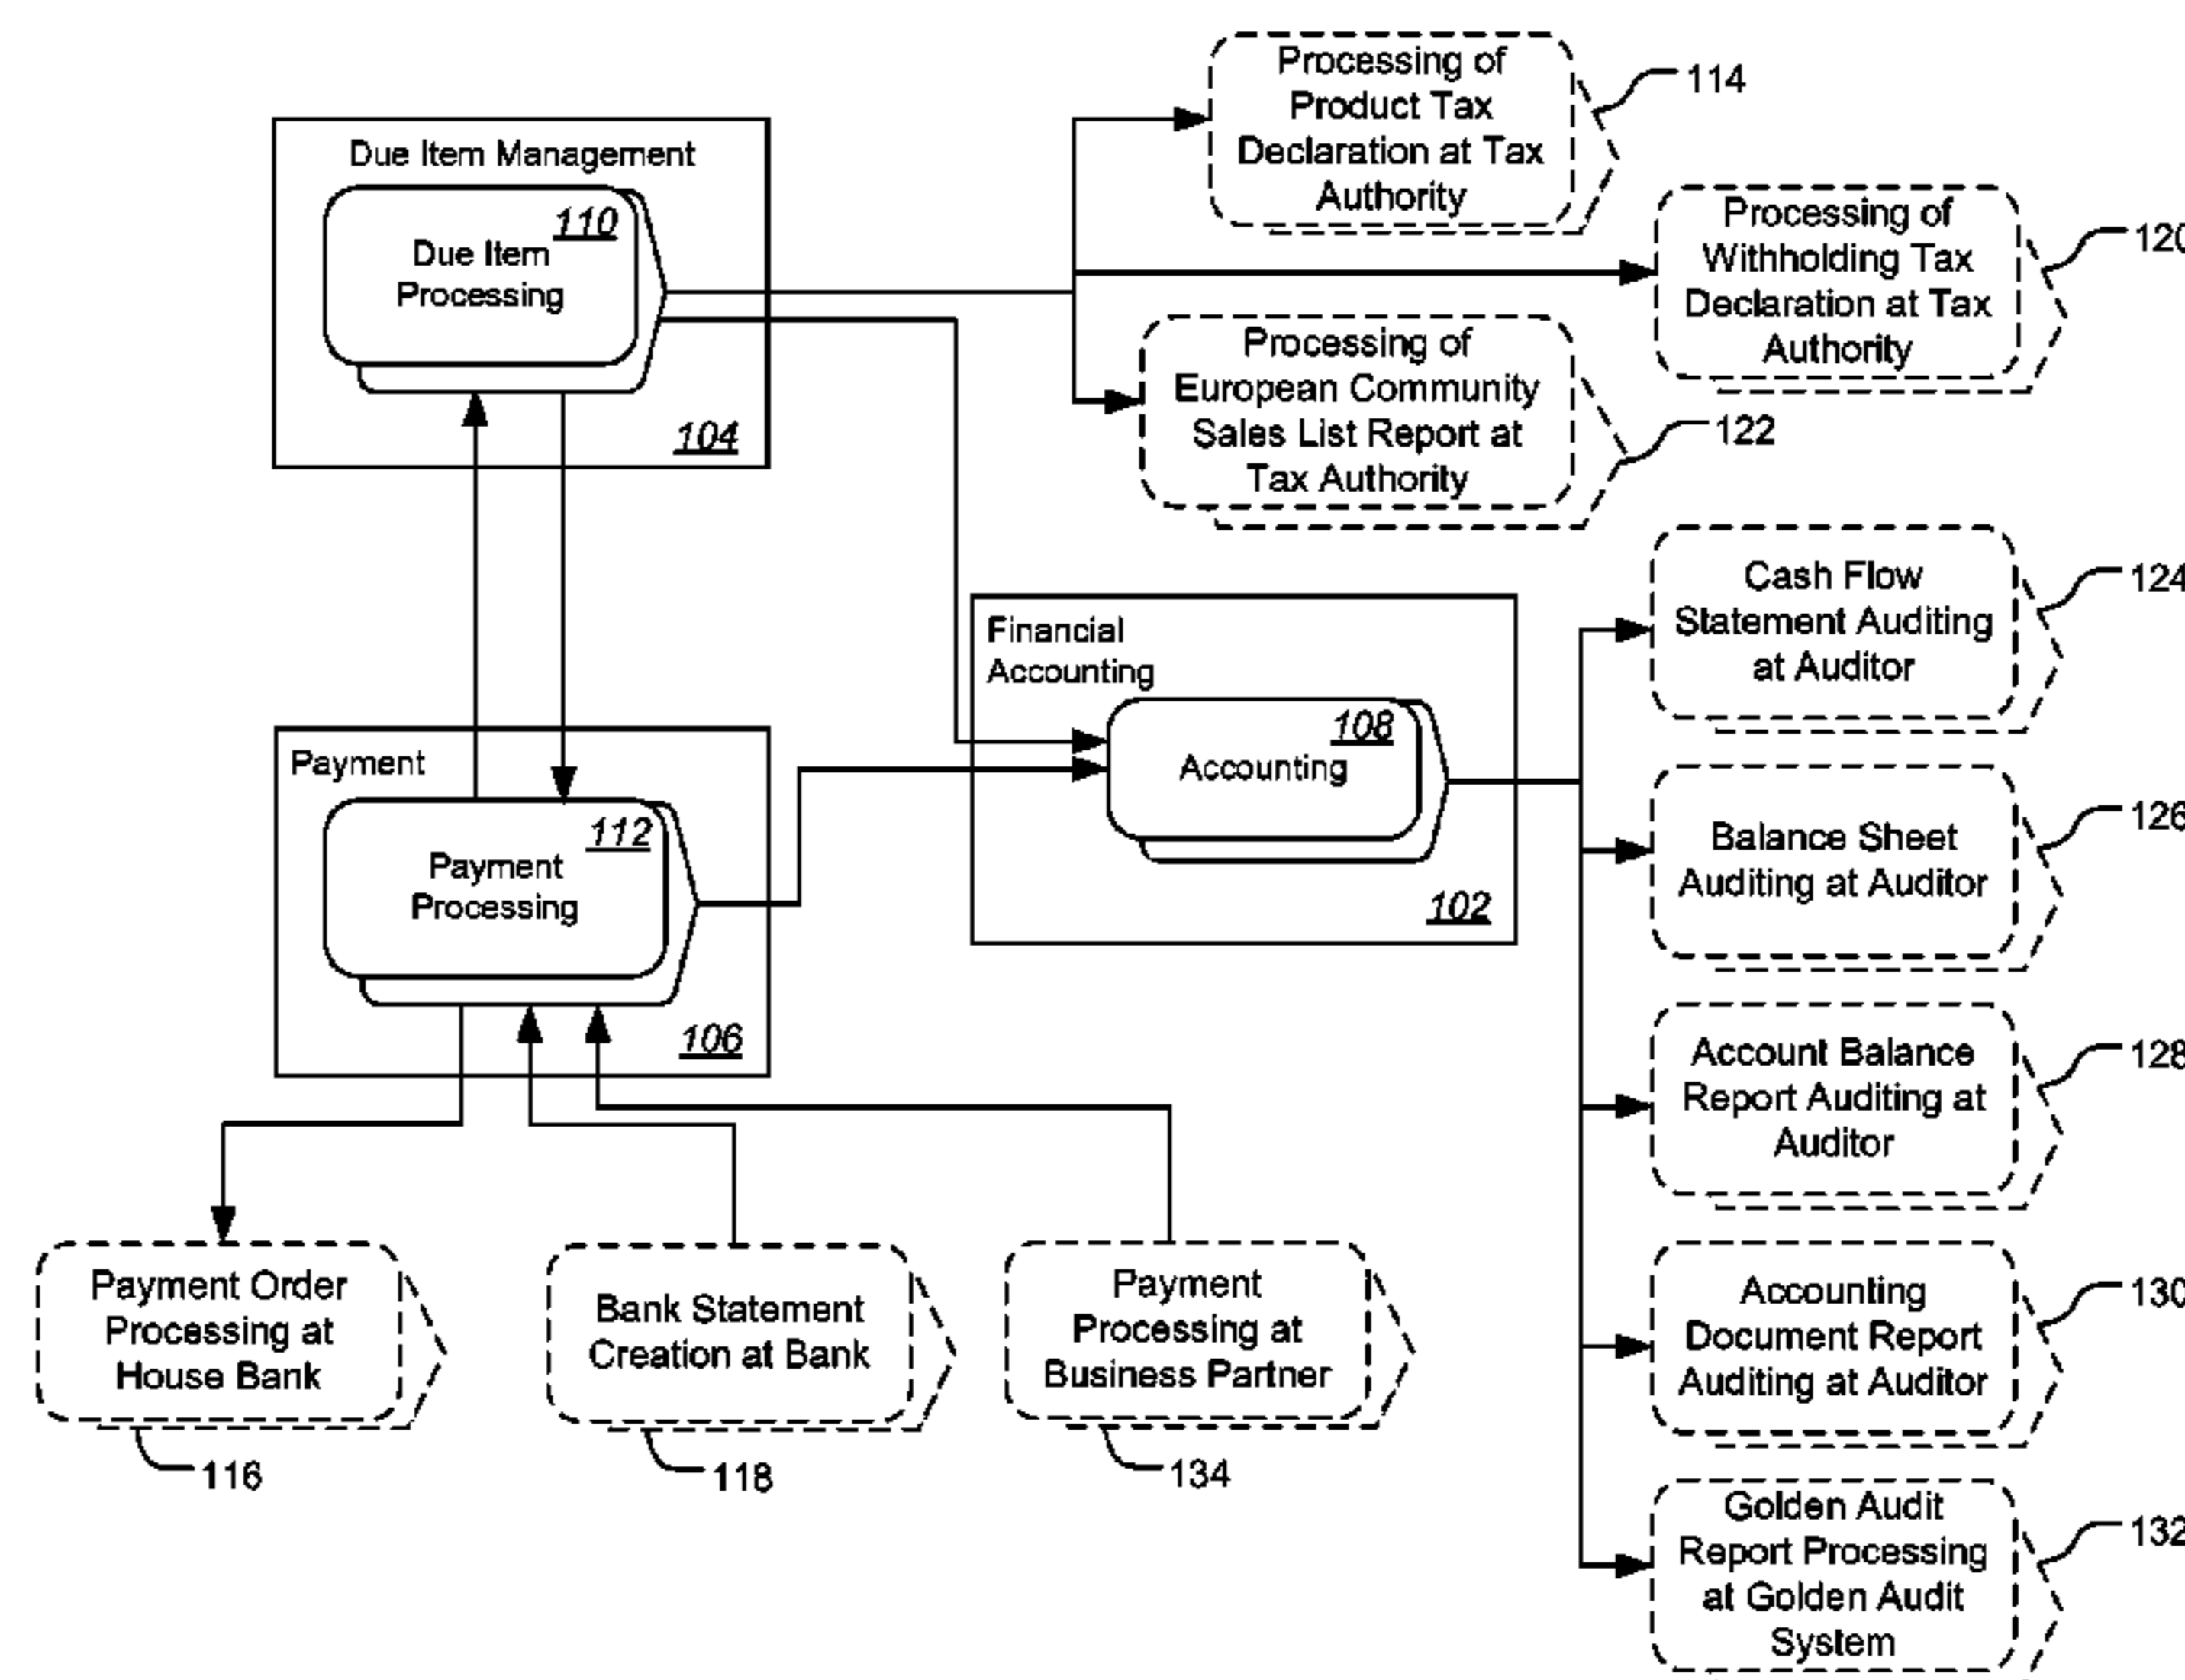 Processing of
Product Tax
Declaration at Tax
Authority
114
Due Item Management
110
Due Item
Processing
104
Processing of
Withholding Tax
Declaration at Tax
Authority
120
Processing of
European Community
Sales List Report at
Tax Authority
122
Cash Flow
Statement Auditing
at Auditor
124
Financial
Accounting
108
Accounting
102
Payment
112
Payment
Processing
106
Balance Sheet
Auditing at Auditor
126
Account Balance
Report Auditing at
Auditor
128
Payment Order
Processing at
House Bank
116
Bank Statement
Creation at Bank
118
Payment
Processing at
Business Partner
134
Accounting
Document Report
Auditing at Auditor
130
Golden Audit
Report Processing
at Golden Audit
System
132